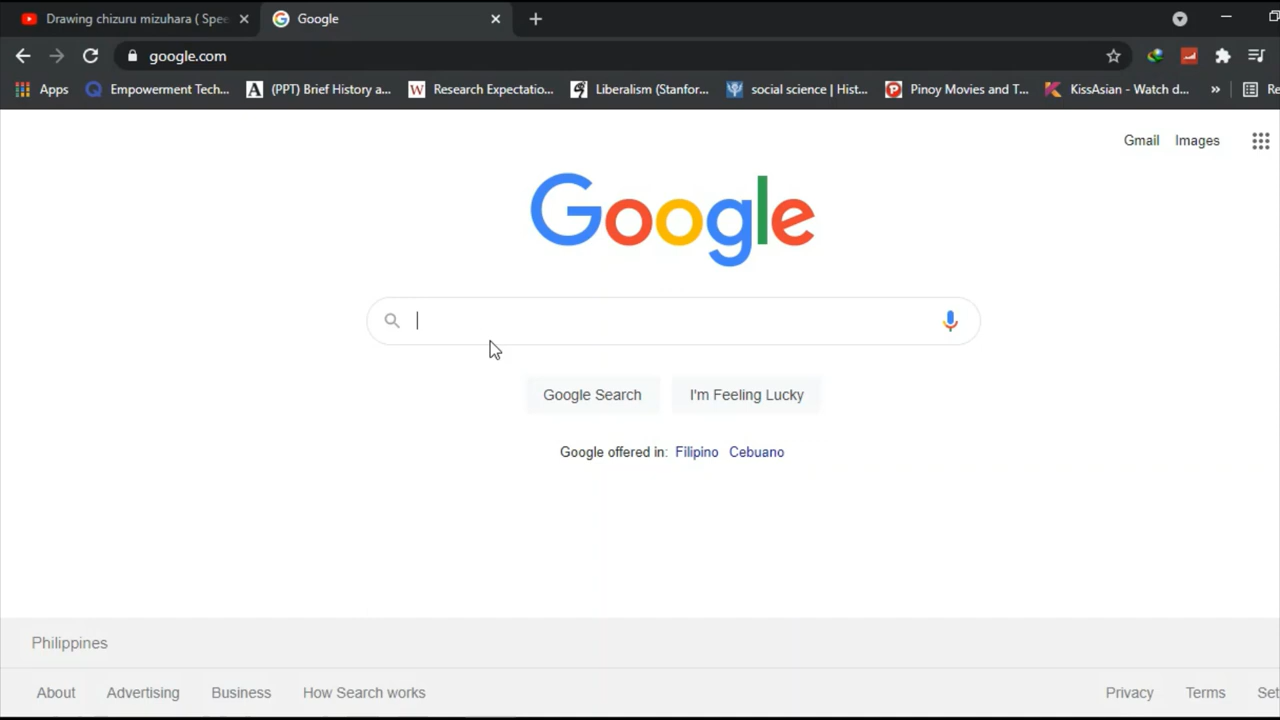 Drawing chizuru mizuhara ( Spee
Google
google.com
Apps
Empowerment Tech...
(PPT) Brief History a...
Research Expectatio...
Liberalism (Stanfor...
social science | Hist...
Pinoy Movies and T...
KissAsian - Watch d...
»
Re
Gmail Images
Google
Google Search
I'm Feeling Lucky
Google offered in: Filipino Cebuano
Philippines
About Advertising Business How Search works
Privacy Terms Set